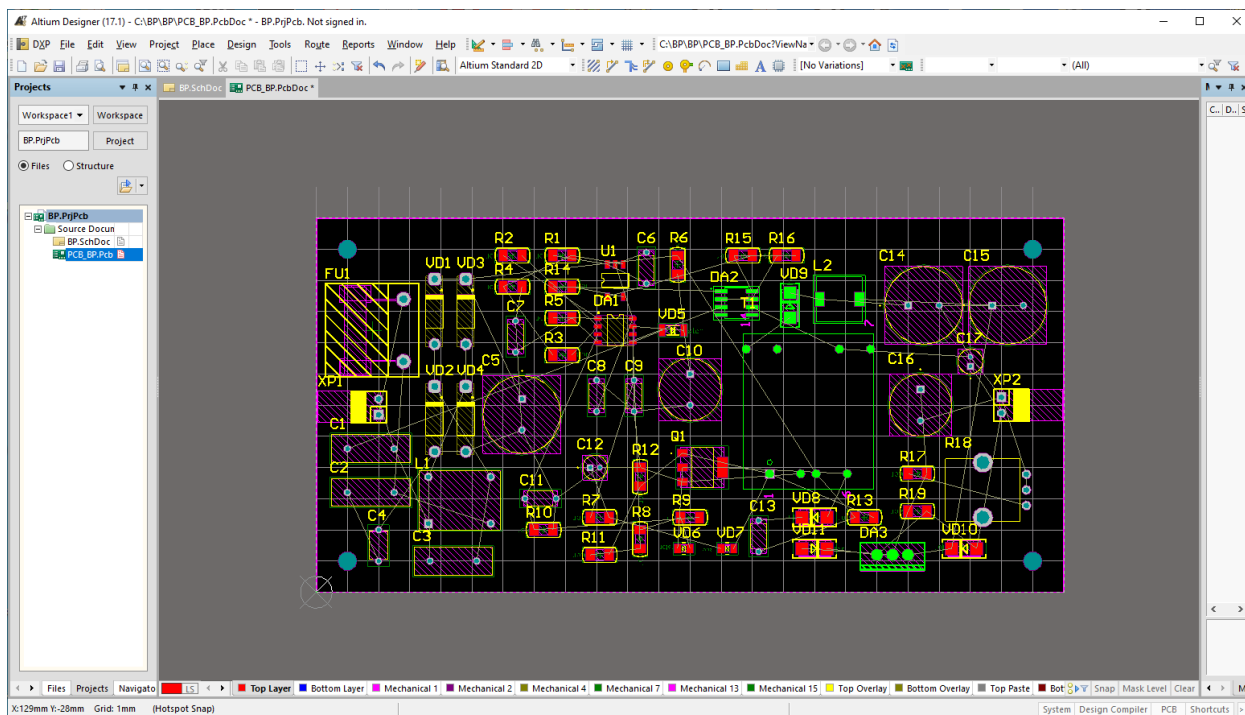 Altium Designer (17.1) - C:\BP\BP\PCB_BP.PcbDoc * - BP.PrjPcb. Not signed in.
DXP File Edit View Project Place Design Tools Route Reports Window Help C:\BP\BP\PCB_BP.PcbDoc?ViewNa
Altium Standard 2D [No Variations] (All)
Projects BP.SchDoc PCB_BP.PcbDoc *
Workspace1 Workspace
C.. D.. S
BP.PrjPcb Project
Files Structure
BP.PrjPcb
Source Docun
BP.SchDoc
PCB_BP.Pcb
R2 R1 U1 C6 R6 R15 R16
FU1 VD1 VD3 R4 R14 DA2 VD9 L2 C14 C15
C7 R5 DA1 T1 VD5
R3 C17
XP1 VD2 VD4 C5 C8 C9 C10 C16 XP2
C1
C12 R12 Q1 R18
C2 L1 R17
C11
C4 R10 R7 R8 R9 C13 VD8 R13 R19
C3 R11 VD6 VD7 VD11 DA3 VD10
Files Projects Navigato LS Top Layer Bottom Layer Mechanical 1 Mechanical 2 Mechanical 4 Mechanical 7 Mechanical 13 Mechanical 15 Top Overlay Bottom Overlay Top Paste Bot Snap Mask Level Clear M
X:129mm Y:-28mm Grid: 1mm (Hotspot Snap) System Design Compiler PCB Shortcuts